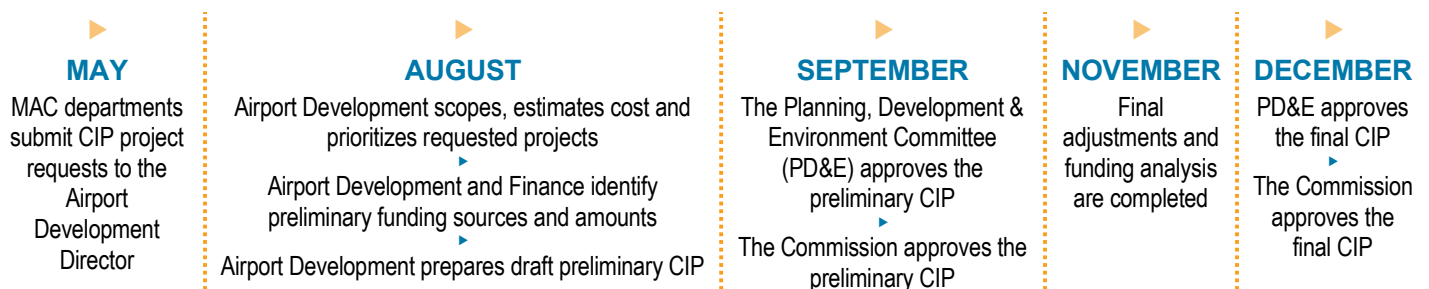 MAY
MAC departments
submit CIP project
requests to the
Airport
Development
Director
AUGUST
Airport Development scopes, estimates cost and
prioritizes requested projects
Airport Development and Finance identify
preliminary funding sources and amounts
Airport Development prepares draft preliminary CIP
SEPTEMBER
The Planning, Development &
Environment Committee
(PD&E) approves the
preliminary CIP
The Commission approves the
preliminary CIP
NOVEMBER
Final
adjustments and
funding analysis
are completed
DECEMBER
PD&E approves
the final CIP
The Commission
approves the
final CIP